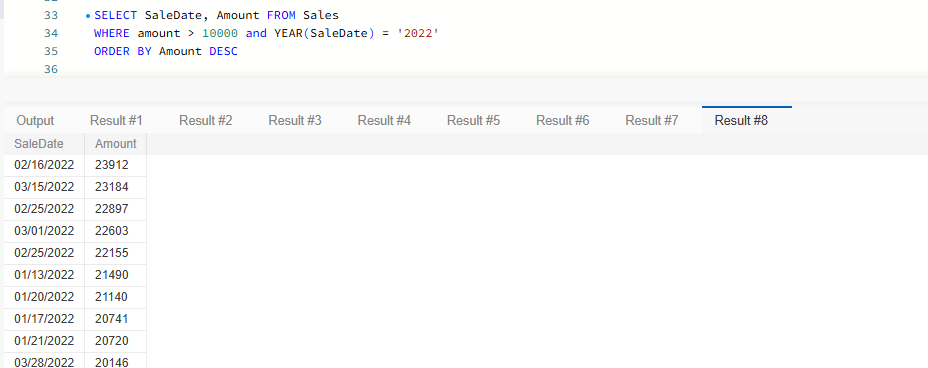 33 SELECT SaleDate, Amount FROM Sales
34 WHERE amount > 10000 and YEAR(SaleDate) = '2022'
35 ORDER BY Amount DESC
36
Output Result #1 Result #2 Result #3 Result #4 Result #5 Result #6 Result #7 Result #8
SaleDate Amount
02/16/2022 23912
03/15/2022 23184
02/25/2022 22897
03/01/2022 22603
02/25/2022 22155
01/13/2022 21490
01/20/2022 21140
01/17/2022 20741
01/21/2022 20720
03/28/2022 20146